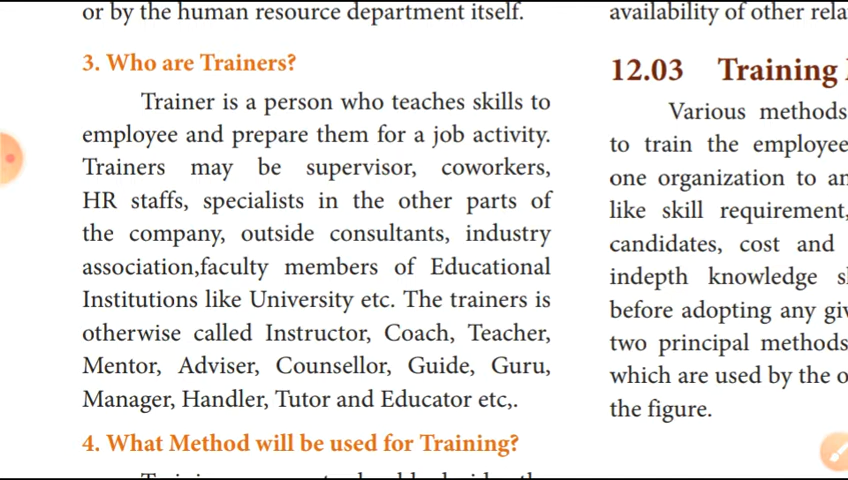 or by the human resource department itself.
3. Who are Trainers?
Trainer is a person who teaches skills to
employee and prepare them for a job activity.
Trainers may be supervisor, coworkers,
HR staffs, specialists in the other parts of
the company, outside consultants, industry
association,faculty members of Educational
Institutions like University etc. The trainers is
otherwise called Instructor, Coach, Teacher,
Mentor, Adviser, Counsellor, Guide, Guru,
Manager, Handler, Tutor and Educator etc,.
4. What Method will be used for Training?
availability of other
12.03 Training
Various methods
to train the employee
one organization to
like skill requirement,
candidates, cost and
indepth knowledge
before adopting any
two principal methods
which are used by the
the figure.